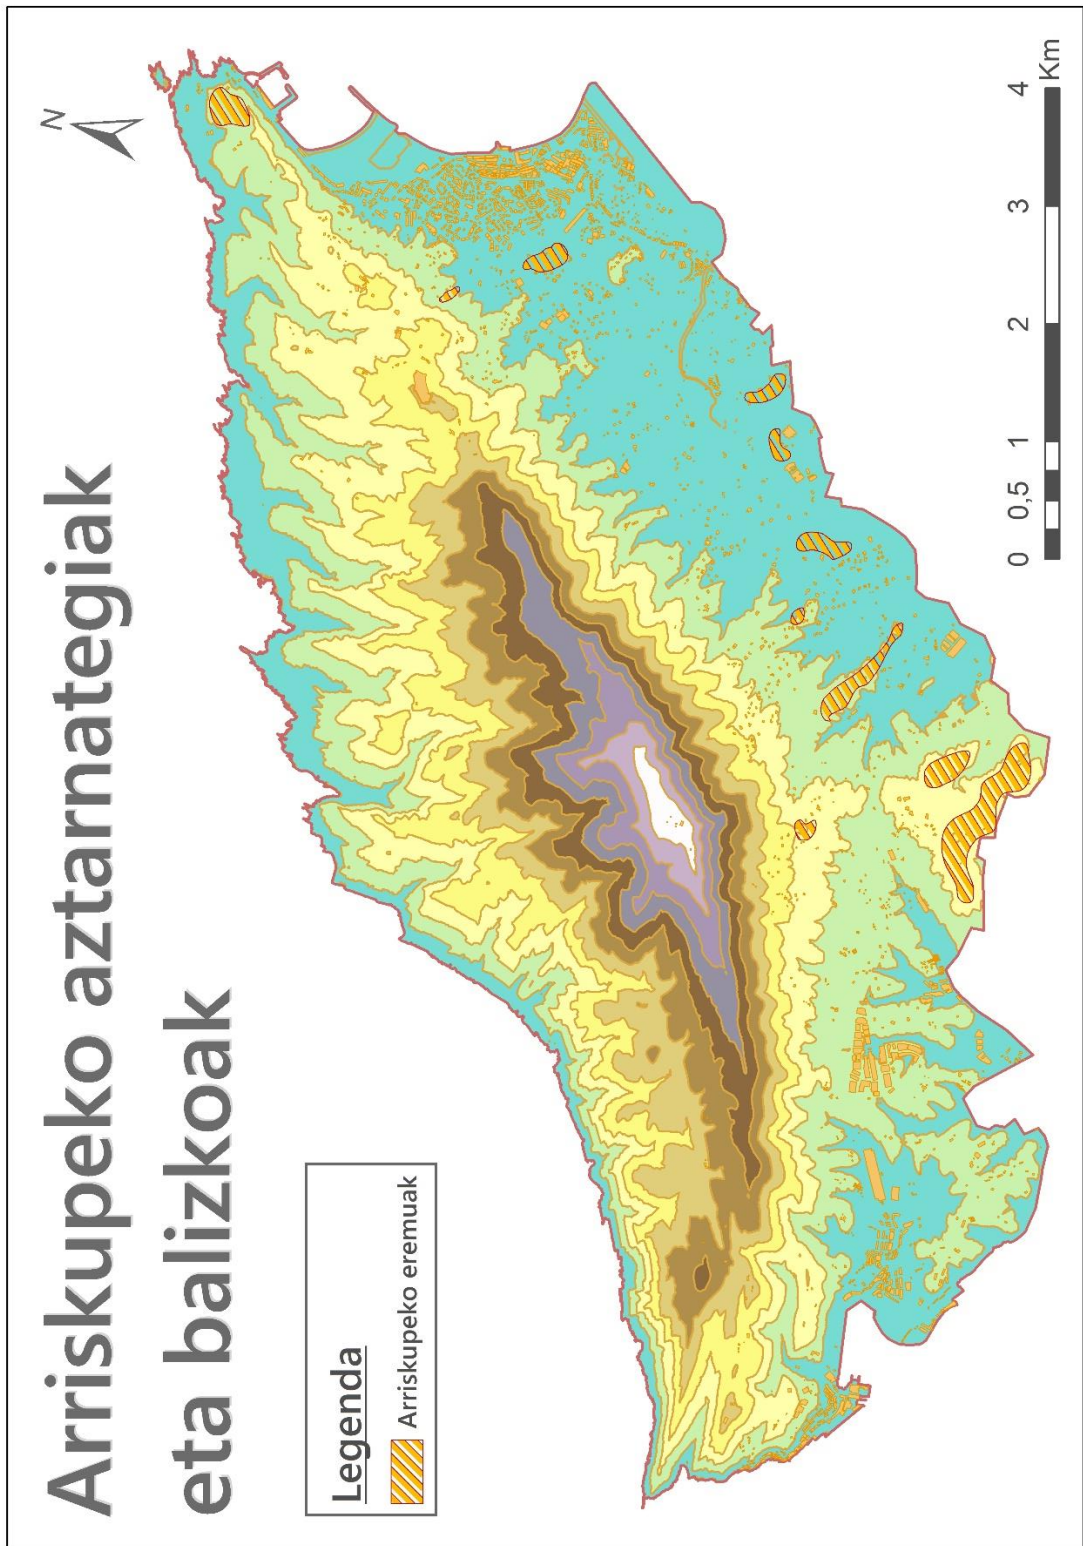 Arriskupeko aztarnategiak
eta balizkoak
N
Legenda
Arriskupeko eremuak
0 0,5 1 2 3 4
Km